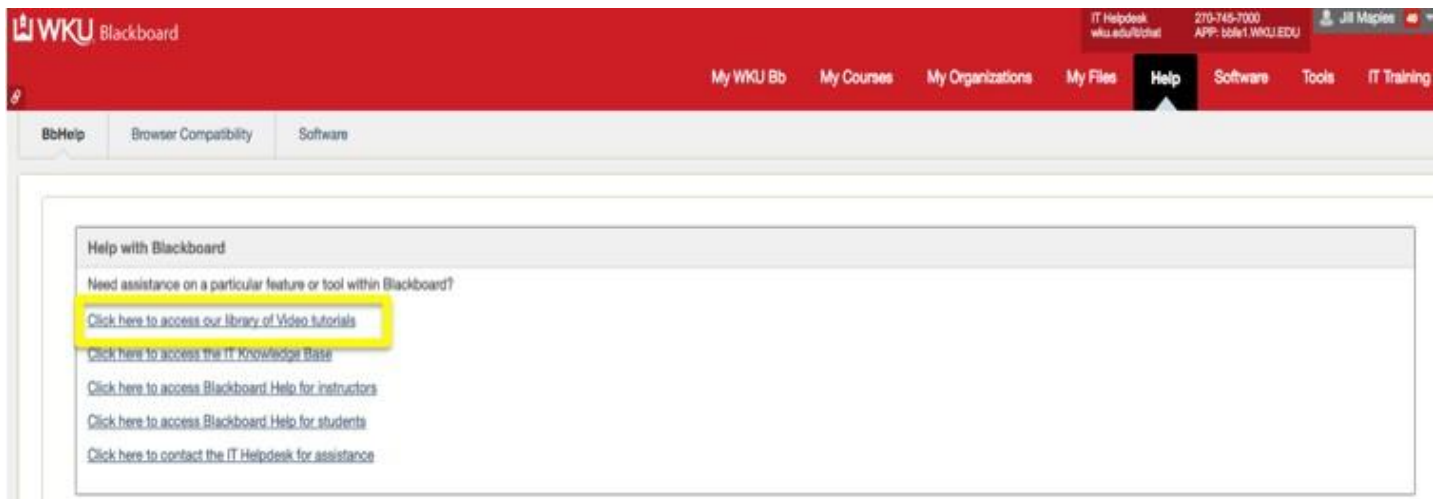 WKU Blackboard
IT Helpdesk
wku.edu/it/chat
270-745-7000
APP: bbfe1.WKU.EDU
Jill Maples
My WKU Bb My Courses My Organizations My Files Help Software Tools IT Training
BbHelp Browser Compatibility Software
Help with Blackboard
Need assistance on a particular feature or tool within Blackboard?
Click here to access our library of Video tutorials
Click here to access the IT Knowledge Base
Click here to access Blackboard Help for instructors
Click here to access Blackboard Help for students
Click here to contact the IT Helpdesk for assistance